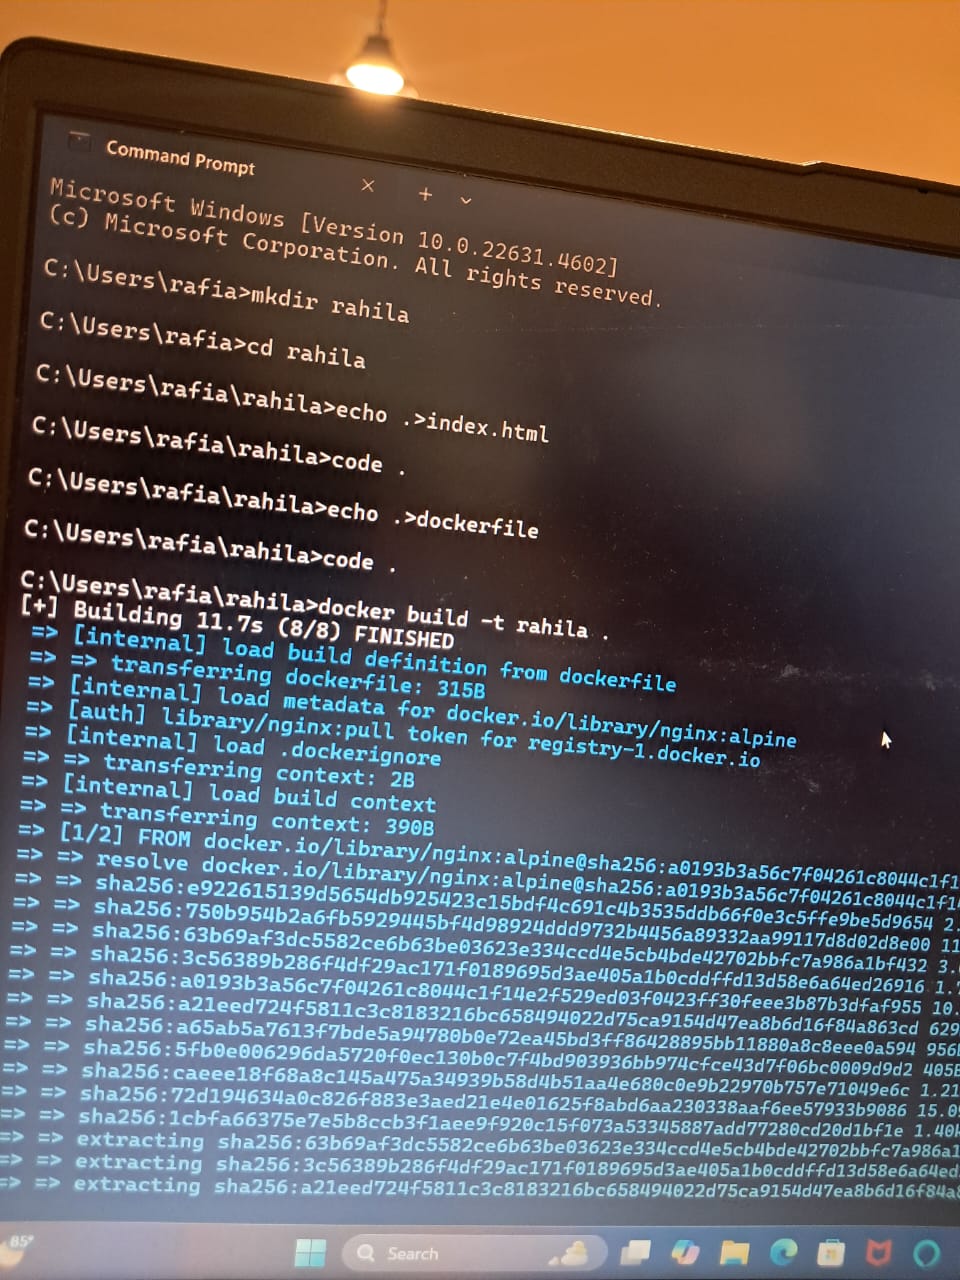 Command Prompt
Microsoft Windows [Version 10.0.22631.4602]
(c) Microsoft Corporation. All rights reserved.
C:\Users\rafia>mkdir rahila
C:\Users\rafia>cd rahila
C:\Users\rafia\rahila>echo .>index.html
C:\Users\rafia\rahila>code .
C:\Users\rafia\rahila>echo .>dockerfile
C:\Users\rafia\rahila>code .
C:\Users\rafia\rahila>docker build -t rahila .
[+] Building 11.7s (8/8) FINISHED
=> [internal] load build definition from dockerfile
=> => transferring dockerfile: 315B
=> [internal] load metadata for docker.io/library/nginx:alpine
=> [auth] library/nginx:pull token for registry-1.docker.io
=> [internal] load .dockerignore
=> => transferring context: 2B
=> [internal] load build context
=> => transferring context: 390B
=> [1/2] FROM docker.io/library/nginx:alpine@sha256:a0193b3a56c7f04261c8044c1f1
=> => resolve docker.io/library/nginx:alpine@sha256:a0193b3a56c7f04261c8044c1f1
=> => sha256:e922615139d5654db925423c15bdf4c691c4b3535ddb66f0e3c5ffe9be5d9654 2.
=> => sha256:750b954b2a6fb5929445bf4d98924ddd9732b4456a89332aa99117d8d02d8e00 11
=> => sha256:63b69af3dc5582ce6b63be03623e334ccd4e5cb4bde42702bbfc7a986a1bf432 3.
=> => sha256:3c56389b286f4df29ac171f0189695d3ae405a1b0cddffd13d58e6a64ed26916 1.7
=> => sha256:a0193b3a56c7f04261c8044c1f14e2f529ed03f0423ff30feee3b87b3dfaf955 10.
=> => sha256:a21eed724f5811c3c8183216bc658494022d75ca9154d47ea8b6d16f84a863cd 629
=> => sha256:a65ab5a7613f7bde5a94780b0e72ea45bd3ff86428895bb11880a8c8eee0a594 956
=> => sha256:5fb0e006296da5720f0ec130b0c7f4bd903936bb974cfce43d7f06bc0009d9d2 405B
=> => sha256:caeee18f68a8c145a475a34939b58d4b51aa4e680c0e9b22970b757e71049e6c 1.21
=> => sha256:72d194634a0c826f883e3aed21e4e01625f8abd6aa230338aaf6ee57933b9086 15.0
=> => sha256:1cbfa66375e7e5b8ccb3f1aee9f920c15f073a53345887add77280cd20d1bf1e 1.40
=> => extracting sha256:63b69af3dc5582ce6b63be03623e334ccd4e5cb4bde42702bbfc7a986a1
=> => extracting sha256:3c56389b286f4df29ac171f0189695d3ae405a1b0cddffd13d58e6a64ed
=> => extracting sha256:a21eed724f5811c3c8183216bc658494022d75ca9154d47ea8b6d16f84a8
85°
Search